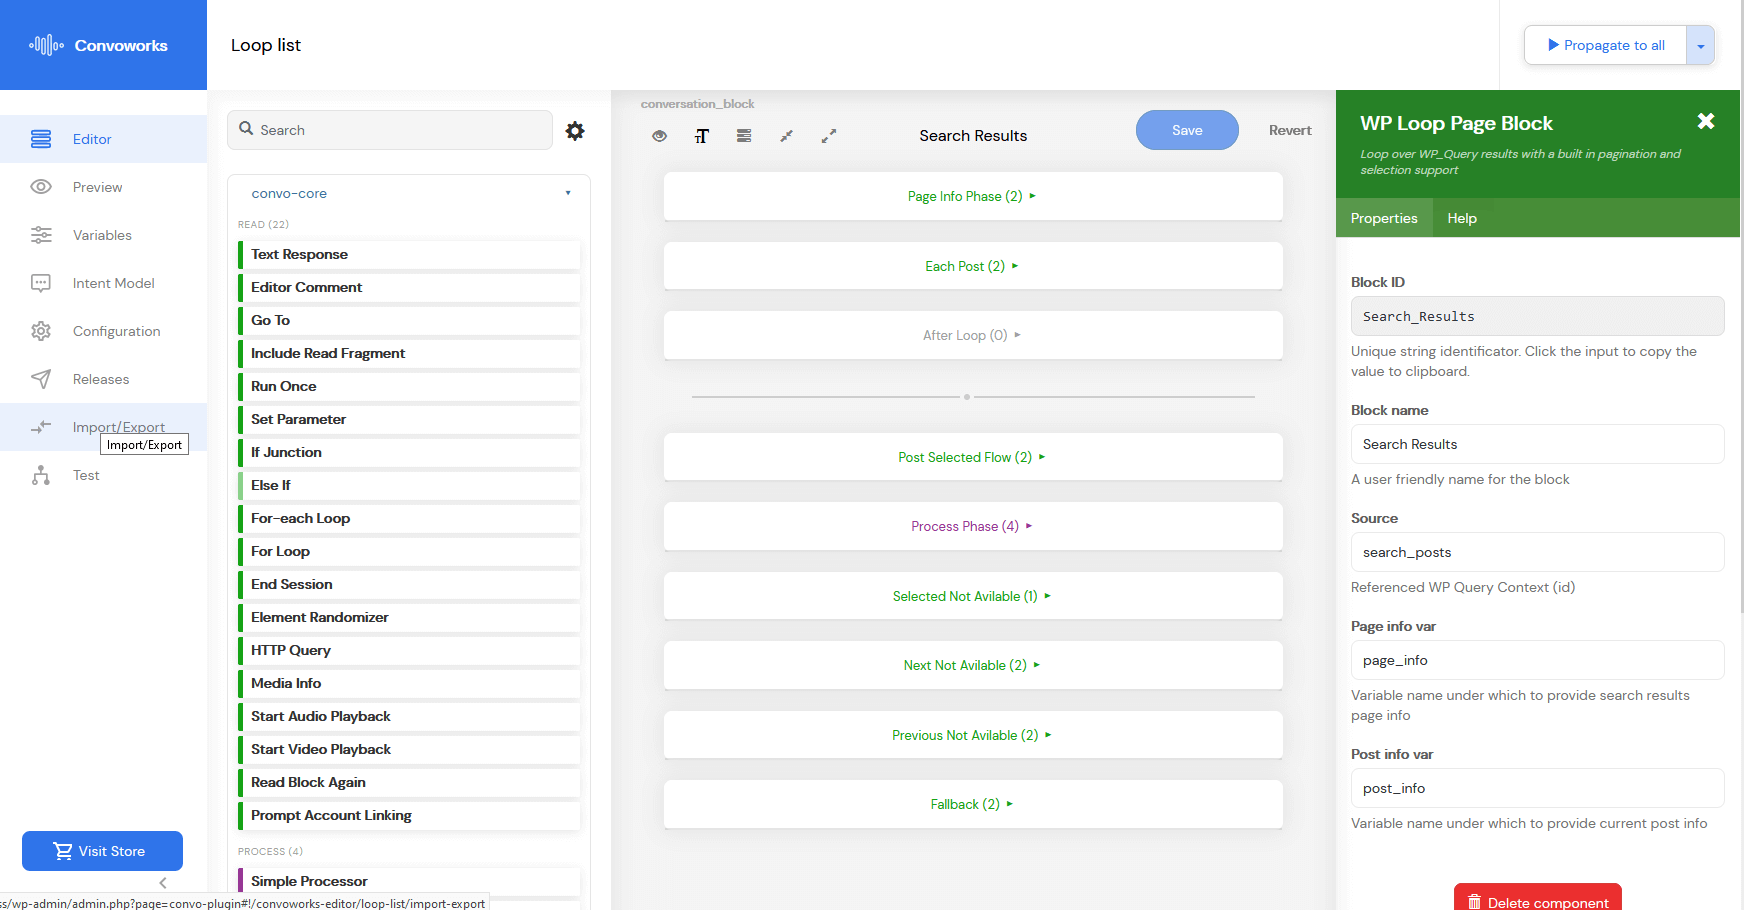 Convoworks
Loop list
Propagate to all
Editor
Preview
Variables
Intent Model
Configuration
Releases
Import/Export
Import/Export
Test
Visit Store
ss/wp-admin/admin.php?page=convo-plugin#!/convoworks-editor/loop-list/import-export
Search
convo-core
READ (22)
Text Response
Editor Comment
Go To
Include Read Fragment
Run Once
Set Parameter
If Junction
Else If
For-each Loop
For Loop
End Session
Element Randomizer
HTTP Query
Media Info
Start Audio Playback
Start Video Playback
Read Block Again
Prompt Account Linking
PROCESS (4)
Simple Processor
conversation_block
Search Results
Save
Revert
Page Info Phase (2)
Each Post (2)
After Loop (0)
Post Selected Flow (2)
Process Phase (4)
Selected Not Avilable (1)
Next Not Avilable (2)
Previous Not Avilable (2)
Fallback (2)
WP Loop Page Block
Loop over WP_Query results with a built in pagination and
selection support
Properties
Help
Block ID
Search_Results
Unique string identificator. Click the input to copy the
value to clipboard.
Block name
Search Results
A user friendly name for the block
Source
search_posts
Referenced WP Query Context (id)
Page info var
page_info
Variable name under which to provide search results
page info
Post info var
post_info
Variable name under which to provide current post info
Delete component